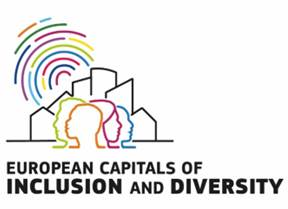 EUROPEAN CAPITALS OF
INCLUSION AND DIVERSITY